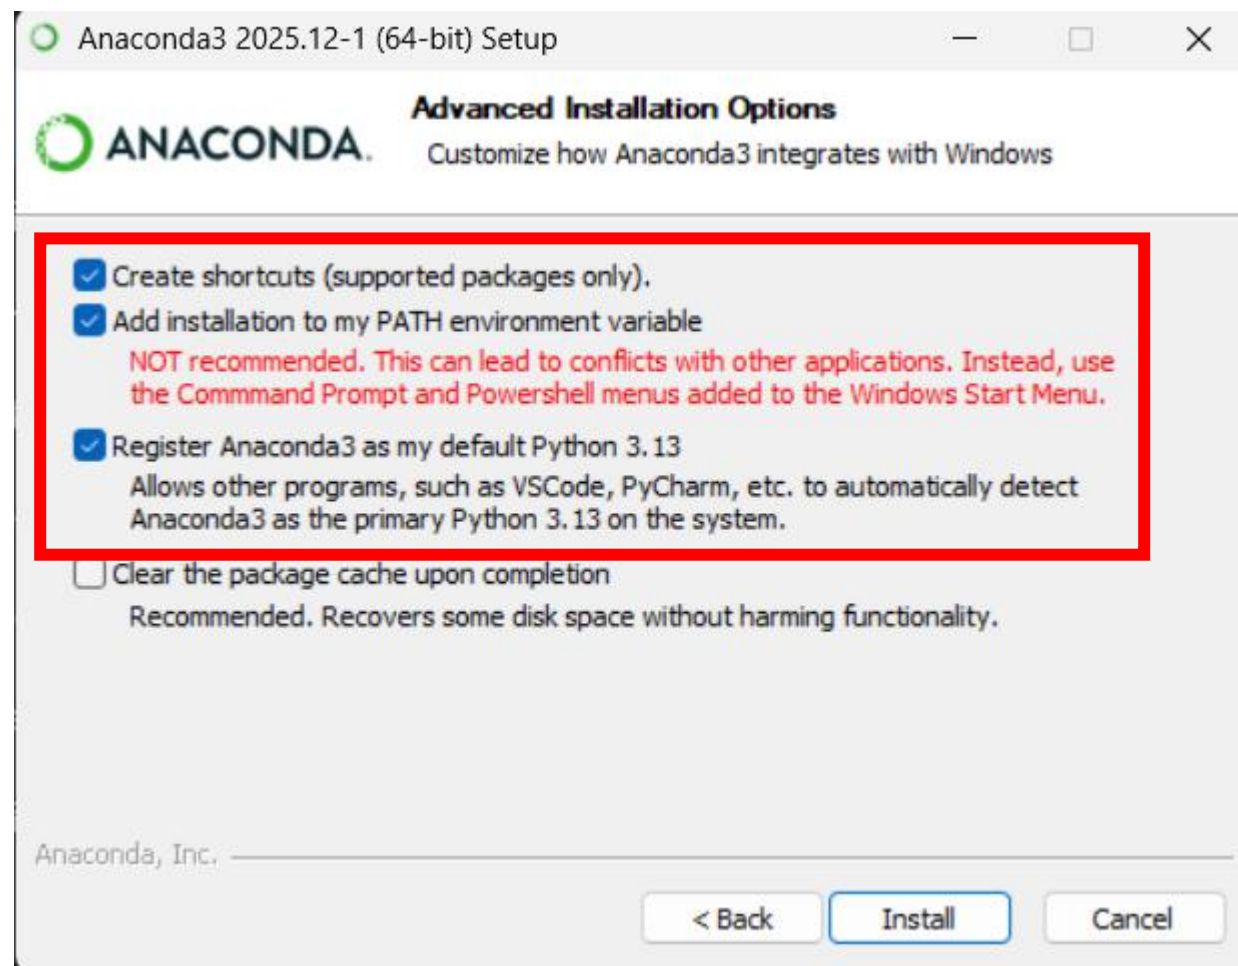 Anaconda3 2025.12-1 (64-bit) Setup
ANACONDA.
Advanced Installation Options
Customize how Anaconda3 integrates with Windows
Create shortcuts (supported packages only).
Add installation to my PATH environment variable
NOT recommended. This can lead to conflicts with other applications. Instead, use
the Commmand Prompt and Powershell menus added to the Windows Start Menu.
Register Anaconda3 as my default Python 3.13
Allows other programs, such as VSCode, PyCharm, etc. to automatically detect
Anaconda3 as the primary Python 3.13 on the system.
Clear the package cache upon completion
Recommended. Recovers some disk space without harming functionality.
Anaconda, Inc.
< Back
Install
Cancel